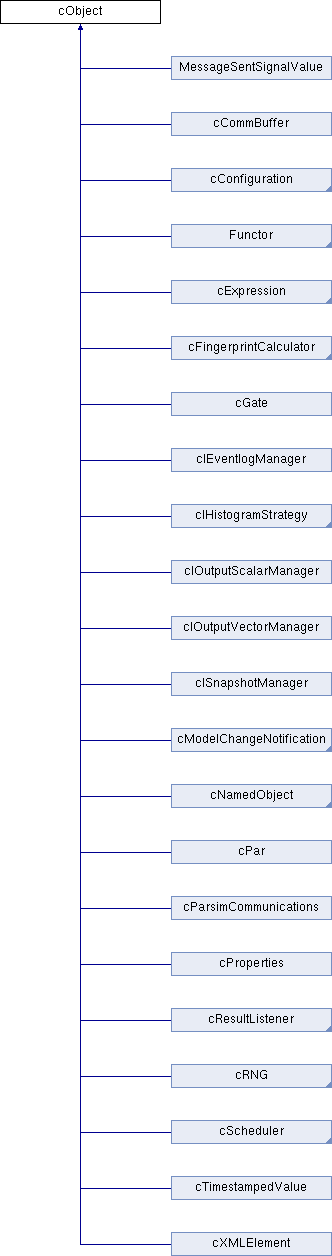 cObject
MessageSentSignalValue
cCommBuffer
cConfiguration
Functor
cExpression
cFingerprintCalculator
cGate
cIEventlogManager
cIHistogramStrategy
cIOutputScalarManager
cIOutputVectorManager
cISnapshotManager
cModelChangeNotification
cNamedObject
cPar
cParsimCommunications
cProperties
cResultListener
cRNG
cScheduler
cTimestampedValue
cXMLElement